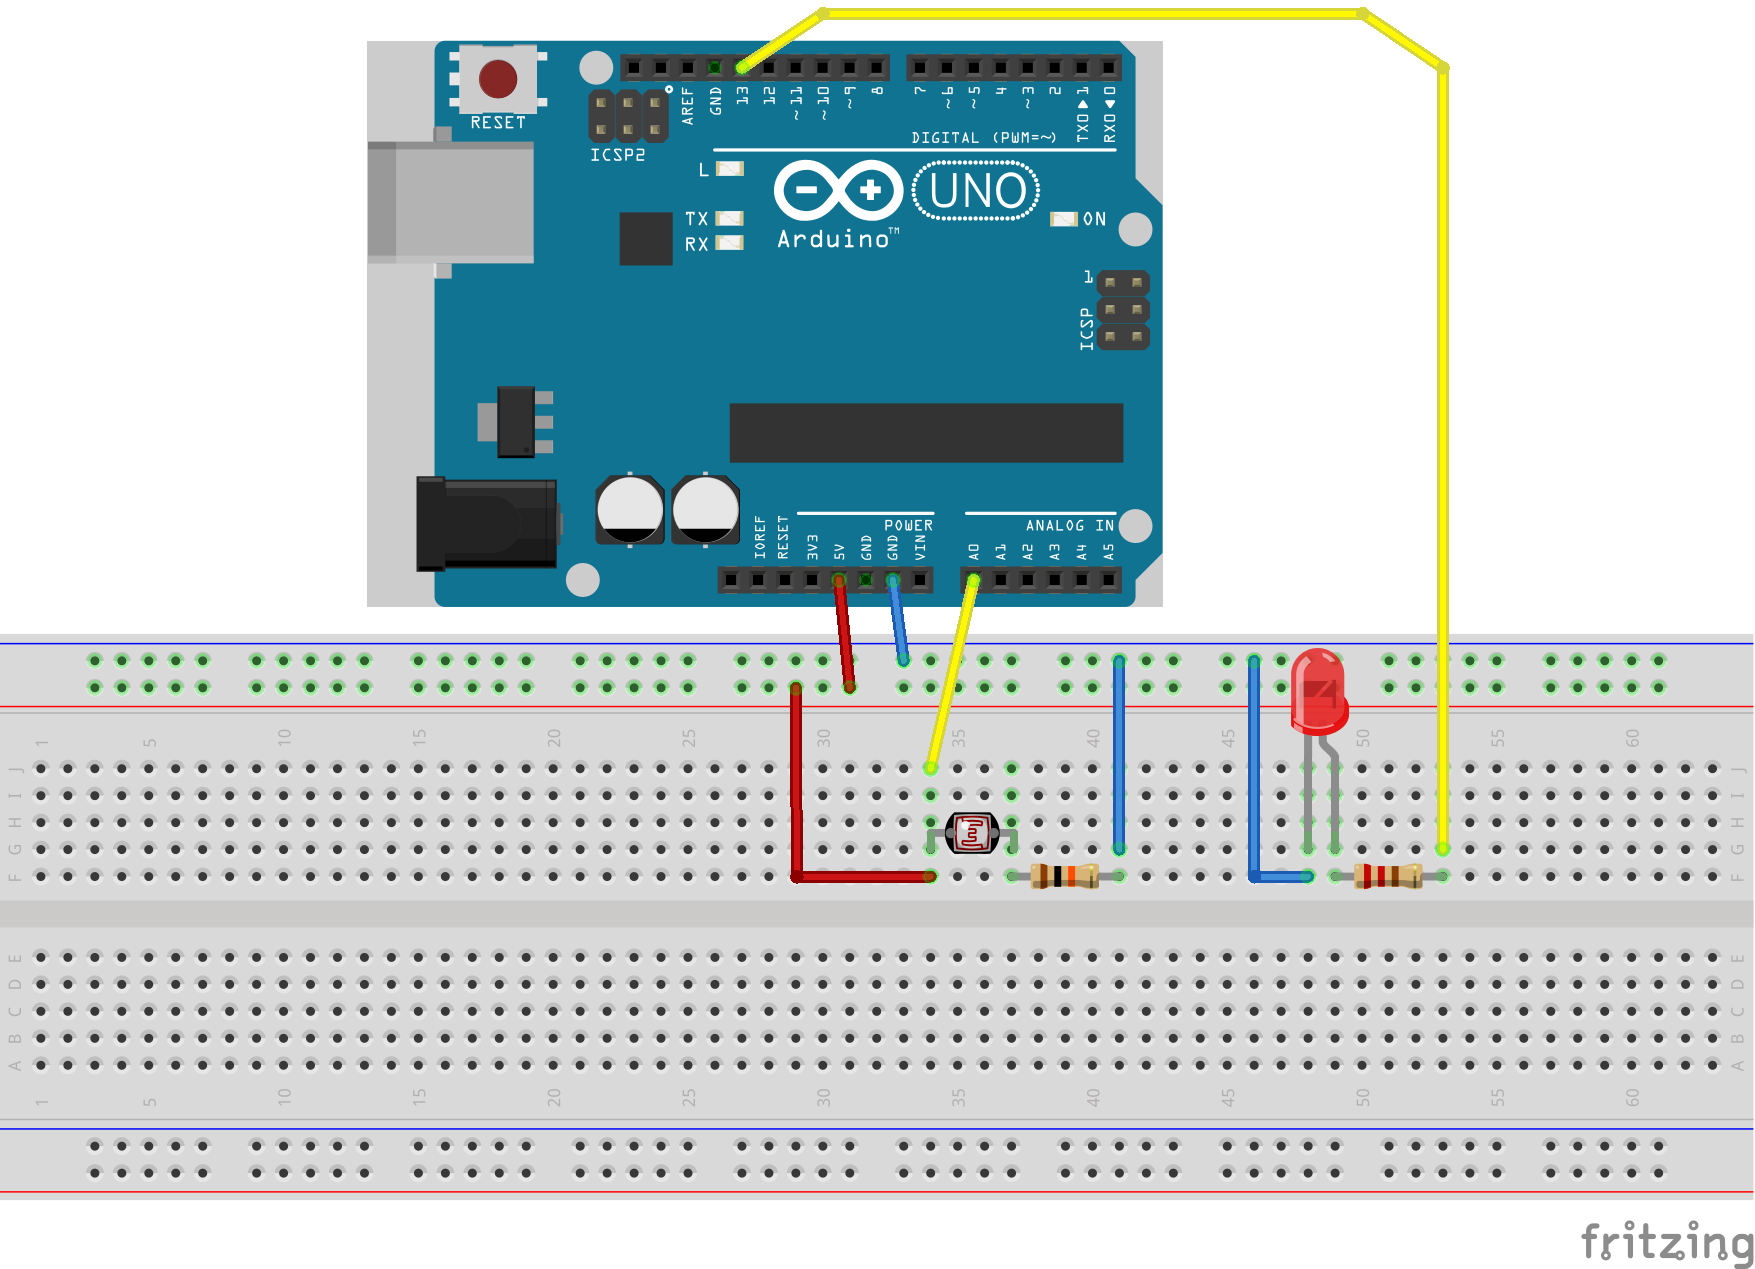 RESET
ICSP2
AREF
GND
13
12
~11
~10
~9
8
7
~6
~5
4
~3
2
TX0▶1
RX0◀0
DIGITAL (PWM=~)
L
TX
RX
Arduino™
UNO
ON
1
ICSP
POWER
ANALOG IN
IOREF
RESET
3V3
5V
GND
GND
VIN
A0
A1
A2
A3
A4
A5
1 5 10 15 20 25 30 35 40 45 50 55 60
J J
I I
H H
G G
F F
E E
D D
C C
B B
A A
1 5 10 15 20 25 30 35 40 45 50 55 60
fritzing